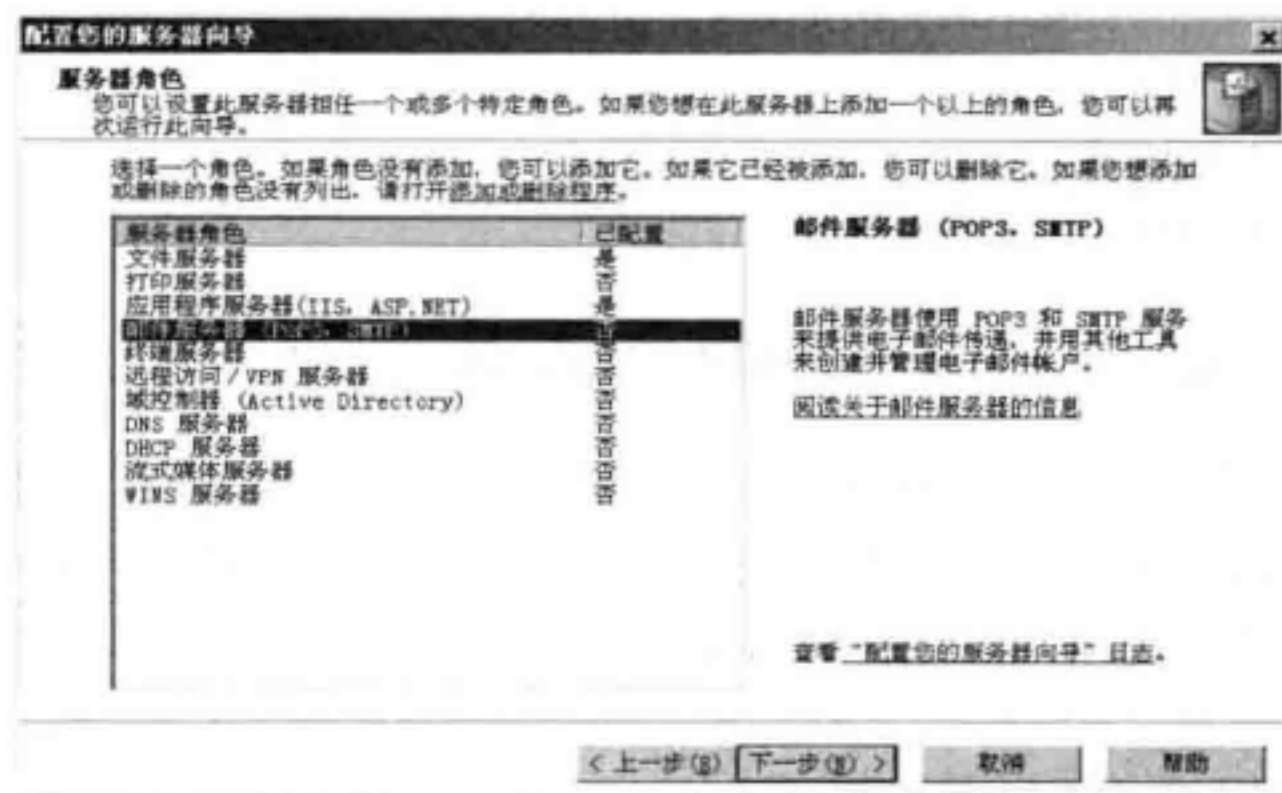 配置您的服务器向导
服务器角色
您可以设置此服务器担任一个或多个特定角色。如果您想在此服务器上添加一个以上的角色，您可以再
次运行此向导。
选择一个角色。如果角色没有添加，您可以添加它。如果它已经被添加，您可以删除它。如果您想添加
或删除的角色没有列出，请打开添加或删除程序。
服务器角色 已配置
文件服务器 是
打印服务器 否
应用程序服务器(IIS，ASP.NET) 是
邮件服务器 (POP3，SMTP) 否
终端服务器 否
远程访问/VPN 服务器 否
域控制器 (Active Directory) 否
DNS 服务器 否
DHCP 服务器 否
流式媒体服务器 否
WINS 服务器 否
邮件服务器 (POP3，SMTP)
邮件服务器使用 POP3 和 SMTP 服务
来提供电子邮件传递，并用其他工具
来创建并管理电子邮件帐户。
阅读关于邮件服务器的信息
查看“配置您的服务器向导”日志。
< 上一步(B) 下一步(N) > 取消 帮助